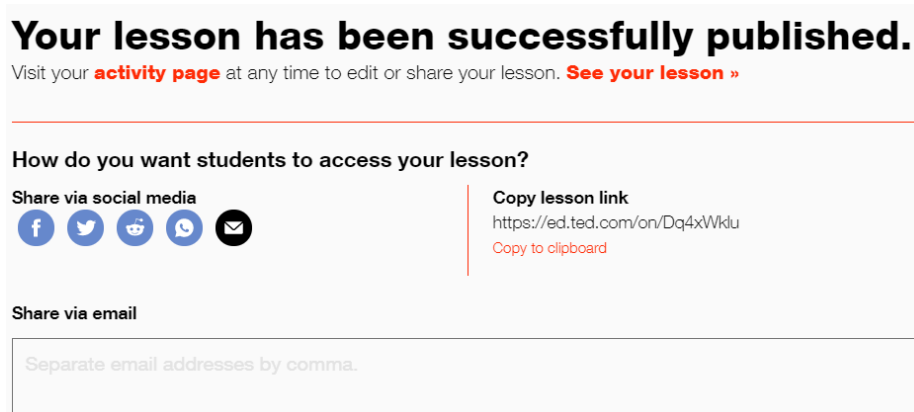 Your lesson has been successfully published.
Visit your activity page at any time to edit or share your lesson. See your lesson »
How do you want students to access your lesson?
Share via social media
Copy lesson link
https://ed.ted.com/on/Dq4xWklu
Copy to clipboard
Share via email
Separate email addresses by comma.